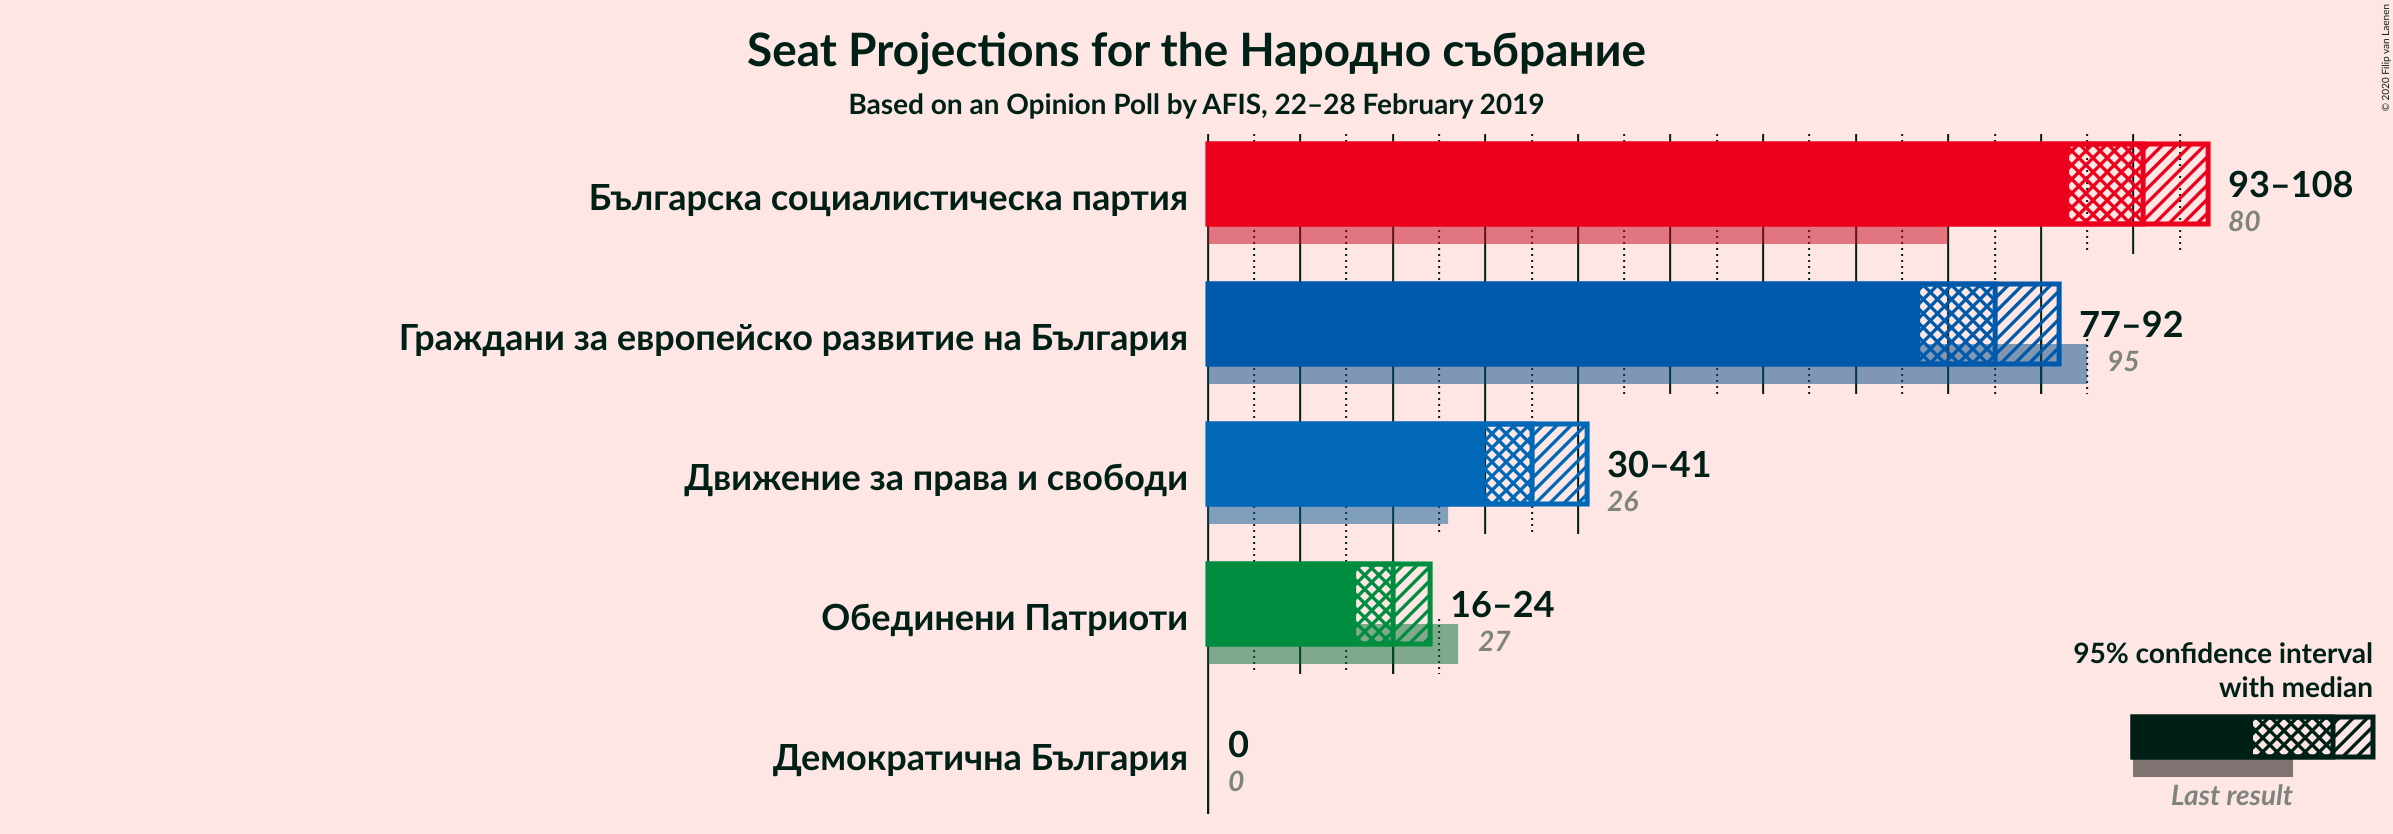 Seat Projections for the Народно събрание
Based on an Opinion Poll by AFIS, 22–28 February 2019
© 2020 Filip van Laenen
Българска социалистическа партия
93–108
80
Граждани за европейско развитие на България
77–92
95
Движение за права и свободи
30–41
26
Обединени Патриоти
16–24
27
Демократична България
0
0
95% confidence interval
with median
Last result